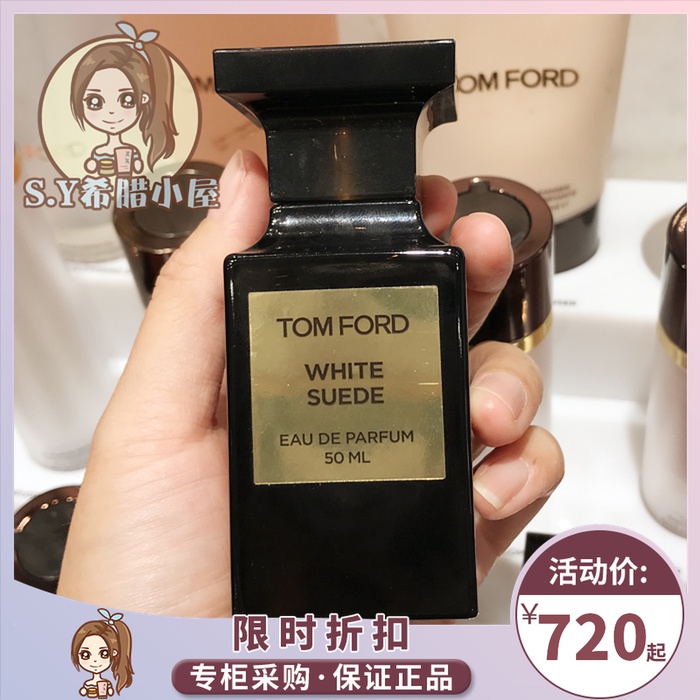 S.Y希腊小屋
TOM FORD
TOM FORD
WHITE
SUEDE
EAU DE PARFUM
50 ML
活动价:
¥720起
限时折扣
专柜采购·保证正品